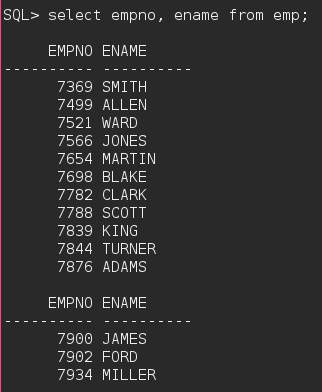 SQL> select empno, ename from emp;
     EMPNO ENAME
---------- ----------
      7369 SMITH
      7499 ALLEN
      7521 WARD
      7566 JONES
      7654 MARTIN
      7698 BLAKE
      7782 CLARK
      7788 SCOTT
      7839 KING
      7844 TURNER
      7876 ADAMS
     EMPNO ENAME
---------- ----------
      7900 JAMES
      7902 FORD
      7934 MILLER